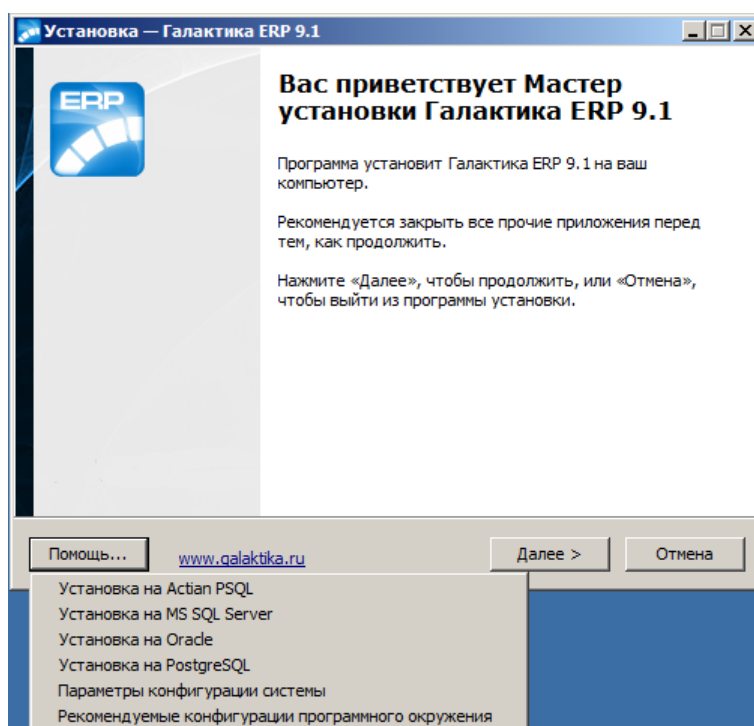 Установка — Галактика ERP 9.1
ERP
Вас приветствует Мастер
установки Галактика ERP 9.1
Программа установит Галактика ERP 9.1 на ваш
компьютер.
Рекомендуется закрыть все прочие приложения перед
тем, как продолжить.
Нажмите «Далее», чтобы продолжить, или «Отмена»,
чтобы выйти из программы установки.
Помощь...
www.galaktika.ru
Далее >
Отмена
Установка на Actian PSQL
Установка на MS SQL Server
Установка на Oracle
Установка на PostgreSQL
Параметры конфигурации системы
Рекомендуемые конфигурации программного окружения